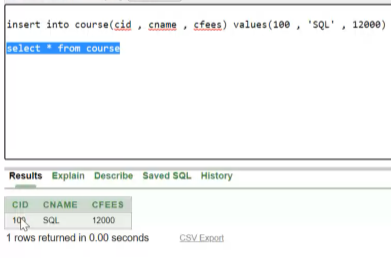 insert into course(cid , cname , cfees) values(100 , 'SQL' , 12000)
select * from course
Results Explain Describe Saved SQL History
CID CNAME CFEES
100 SQL 12000
1 rows returned in 0.00 seconds CSV Export